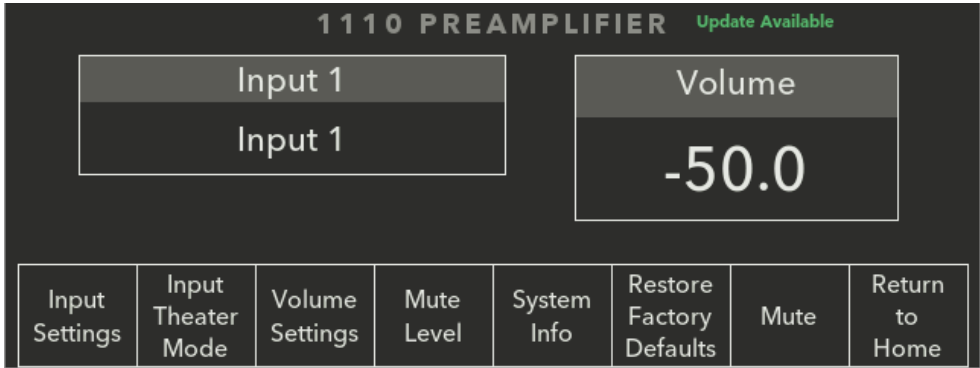 1110 PREAMPLIFIER Update Available
Input 1
Input 1
Volume
-50.0
Input
Settings
Input
Theater
Mode
Volume
Settings
Mute
Level
System
Info
Restore
Factory
Defaults
Mute
Return
to
Home